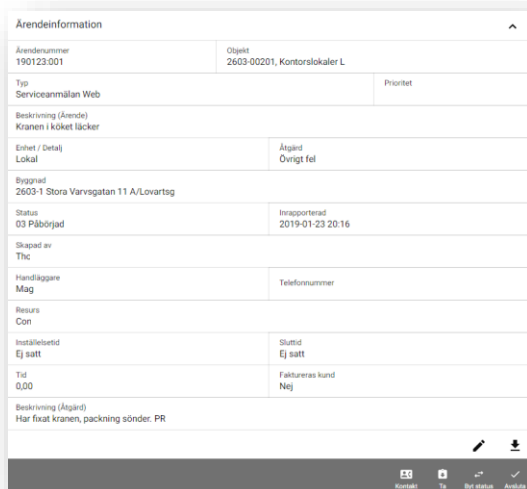 Ärendeinformation
Ärendenummer
190123:001
Objekt
2603-00201, Kontorslokaler L
Typ
Serviceanmälan Web
Prioritet
Beskrivning (Ärende)
Kranen i köket läcker
Enhet / Detalj
Lokal
Åtgärd
Övrigt fel
Byggnad
2603-1 Stora Varvsgatan 11 A/Lovartsg
Status
03 Påbörjad
Inrapporterad
2019-01-23 20:16
Skapad av
Thc
Handläggare
Mag
Telefonnummer
Resurs
Con
Inställelsetid
Ej satt
Sluttid
Ej satt
Tid
0,00
Faktureras kund
Nej
Beskrivning (Åtgärd)
Har fixat kranen, packning sönder. PR
Kontakt Ta Byt status Avsluta